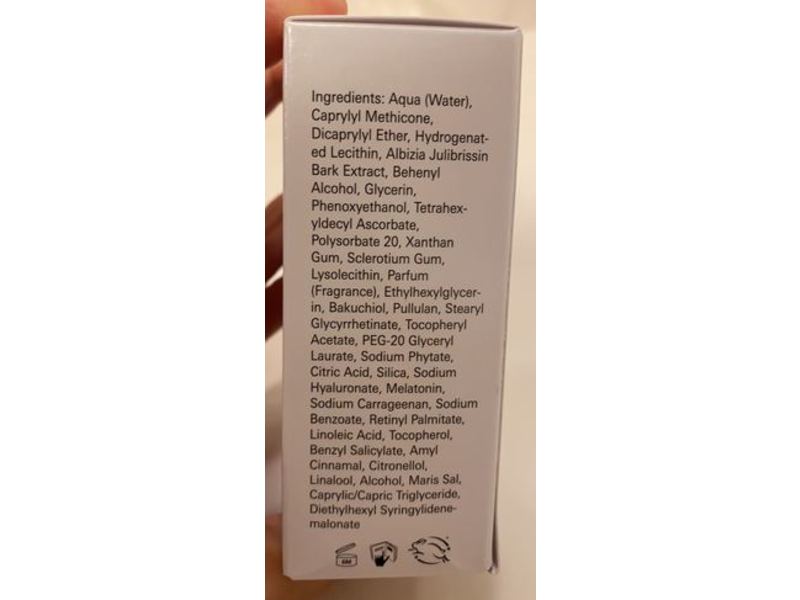 Ingredients: Aqua (Water),
Caprylyl Methicone,
Dicaprylyl Ether, Hydrogenat-
ed Lecithin, Albizia Julibrissin
Bark Extract, Behenyl
Alcohol, Glycerin,
Phenoxyethanol, Tetrahex-
yldecyl Ascorbate,
Polysorbate 20, Xanthan
Gum, Sclerotium Gum,
Lysolecithin, Parfum
(Fragrance), Ethylhexylglycer-
in, Bakuchiol, Pullulan, Stearyl
Glycyrrhetinate, Tocopheryl
Acetate, PEG-20 Glyceryl
Laurate, Sodium Phytate,
Citric Acid, Silica, Sodium
Hyaluronate, Melatonin,
Sodium Carrageenan, Sodium
Benzoate, Retinyl Palmitate,
Linoleic Acid, Tocopherol,
Benzyl Salicylate, Amyl
Cinnamal, Citronellol,
Linalool, Alcohol, Maris Sal,
Caprylic/Capric Triglyceride,
Diethylhexyl Syringylidene-
malonate